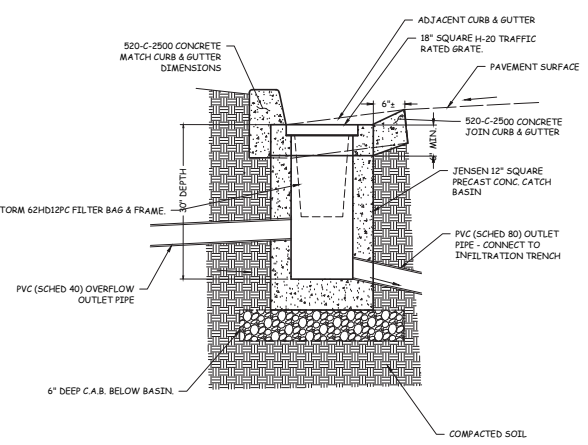 ADJACENT CURB & GUTTER
18" SQUARE H-20 TRAFFIC
RATED GRATE.
520-C-2500 CONCRETE
MATCH CURB & GUTTER
DIMENSIONS
PAVEMENT SURFACE
6"±
520-C-2500 CONCRETE
JOIN CURB & GUTTER
MIN.
30" DEPTH
JENSEN 12" SQUARE
PRECAST CONC. CATCH
BASIN
TORM 62HD12PC FILTER BAG & FRAME.
PVC (SCHED 80) OUTLET
PIPE - CONNECT TO
INFILTRATION TRENCH
PVC (SCHED 40) OVERFLOW
OUTLET PIPE
6" DEEP C.A.B. BELOW BASIN.
COMPACTED SOIL